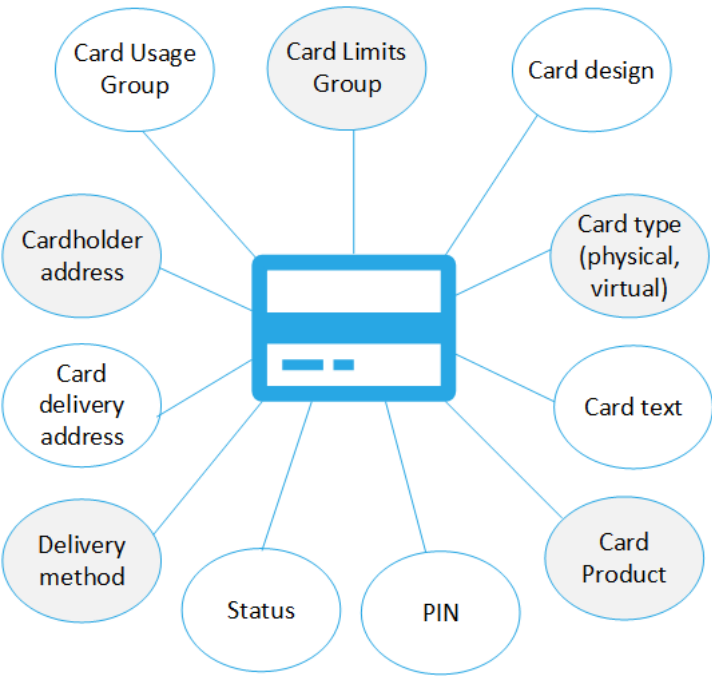 Card Usage
Group
Card Limits
Group
Card design
Cardholder
address
Card type
(physical,
virtual)
Card
delivery
address
Card text
Delivery
method
Status
PIN
Card
Product